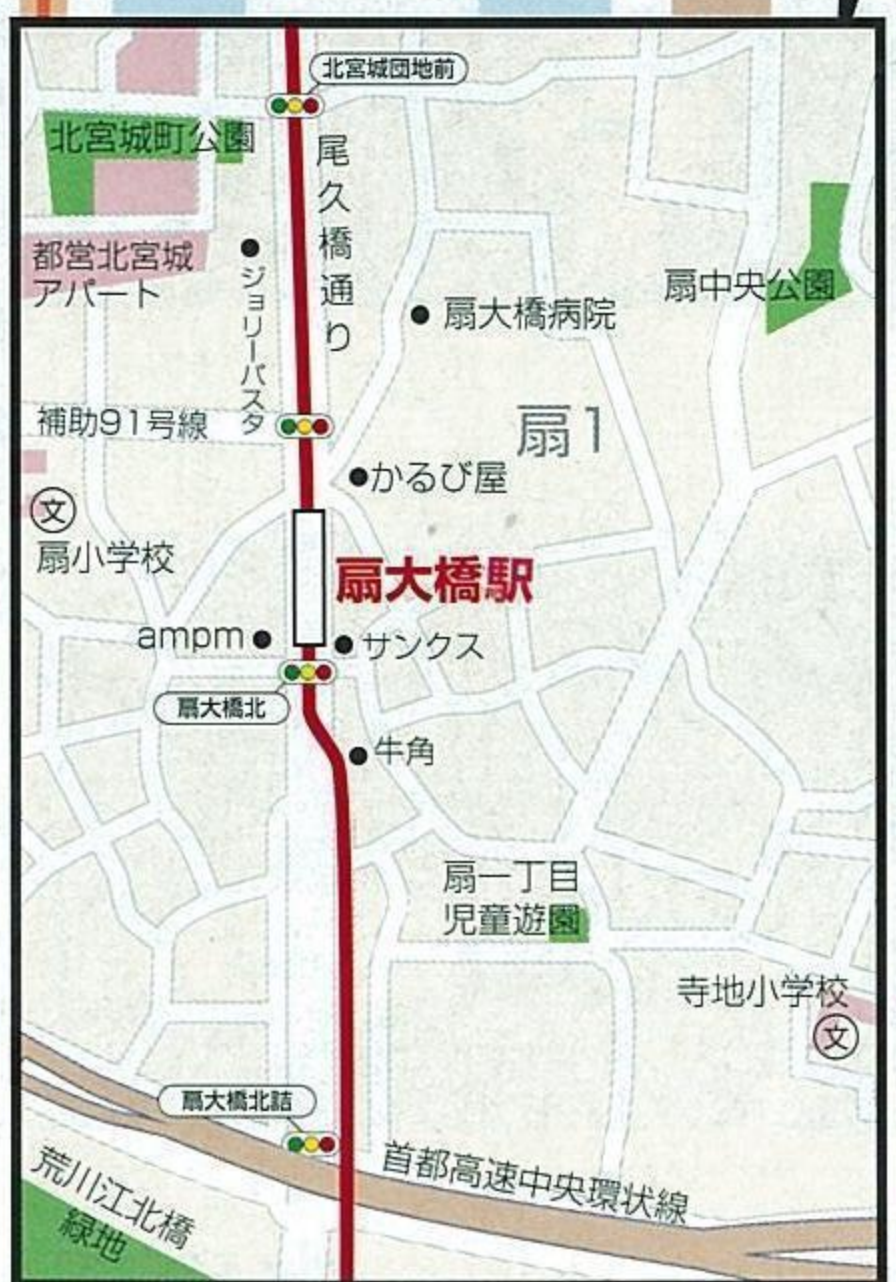 北宮城団地前
北宮城町公園
尾久橋通り
都営北宮城
アパート
ジョリーパスタ
扇中央公園
扇大橋病院
補助91号線
扇1
かるび屋
文
扇小学校
扇大橋駅
ampm
サンクス
扇大橋北
牛角
扇一丁目
児童遊園
寺地小学校
文
扇大橋北詰
首都高速中央環状線
荒川江北橋
緑地